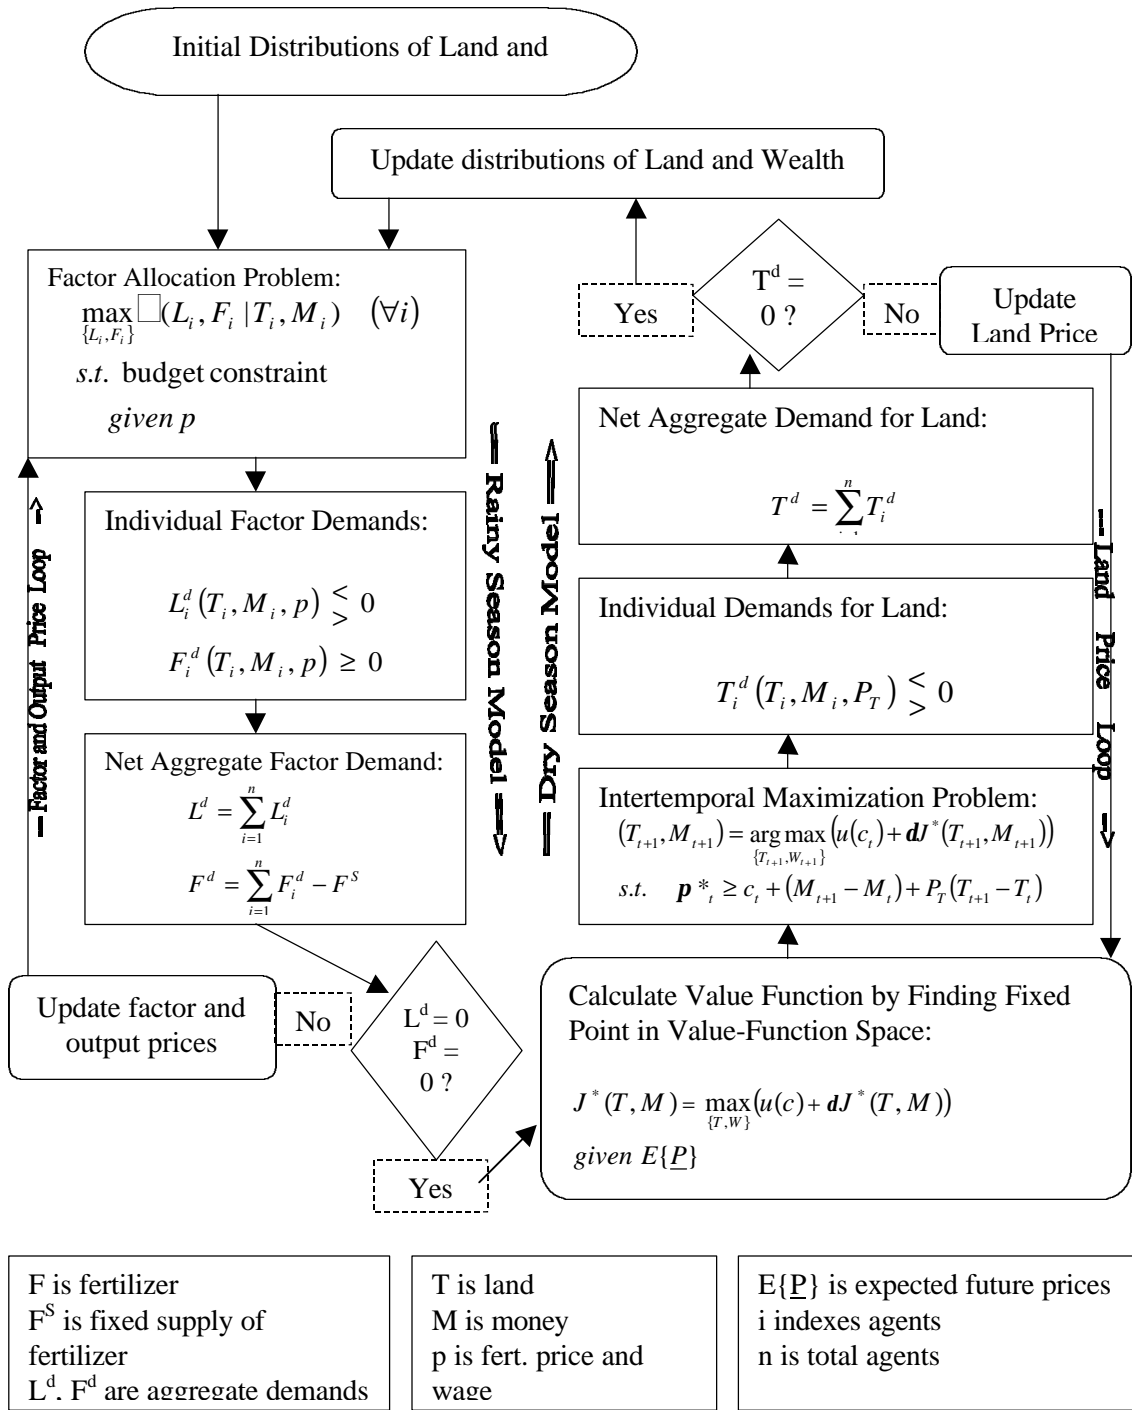 Initial Distributions of Land and
Update distributions of Land and Wealth
Factor Allocation Problem:
max □(L_i, F_i | T_i, M_i) (∀i)
{L_i, F_i}
s.t. budget constraint
given p
Individual Factor Demands:
L_i^d (T_i, M_i, p) <> 0
F_i^d (T_i, M_i, p) ≥ 0
Net Aggregate Factor Demand:
L^d = ∑_{i=1}^n L_i^d
F^d = ∑_{i=1}^n F_i^d − F^S
Update factor and
output prices
No
L^d = 0
F^d =
0 ?
Yes
--- Factor and Output Price Loop -->
== Rainy Season Model ==>
== Dry Season Model ==>
--- Land Price Loop -->
T^d =
0 ?
Yes
No
Update
Land Price
Net Aggregate Demand for Land:
T^d = ∑^n T_i^d
Individual Demands for Land:
T_i^d (T_i, M_i, P_T) <> 0
Intertemporal Maximization Problem:
(T_{t+1}, M_{t+1}) = arg max (u(c_t) + dJ^*(T_{t+1}, M_{t+1}))
{T_{t+1}, W_{t+1}}
s.t. p*_t ≥ c_t + (M_{t+1} − M_t) + P_T (T_{t+1} − T_t)
Calculate Value Function by Finding Fixed
Point in Value-Function Space:
J^*(T, M) = max (u(c) + dJ^*(T, M))
{T, W}
given E{P}
F is fertilizer
F^S is fixed supply of
fertilizer
L^d, F^d are aggregate demands
T is land
M is money
p is fert. price and
wage
E{P} is expected future prices
i indexes agents
n is total agents